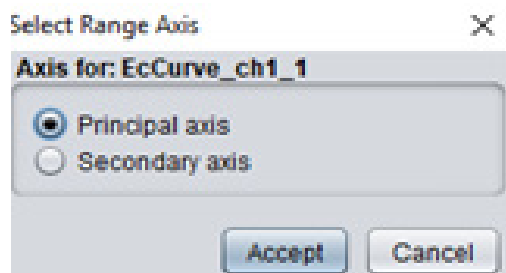 Select Range Axis
Axis for: EcCurve_ch1_1
Principal axis
Secondary axis
Accept Cancel